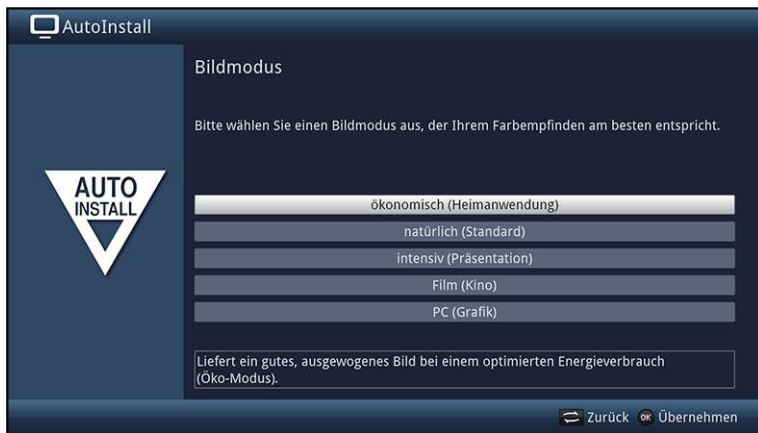 AutoInstall
Bildmodus
Bitte wählen Sie einen Bildmodus aus, der Ihrem Farbempfinden am besten entspricht.
AUTO
INSTALL
ökonomisch (Heimanwendung)
natürlich (Standard)
intensiv (Präsentation)
Film (Kino)
PC (Grafik)
Liefert ein gutes, ausgewogenes Bild bei einem optimierten Energieverbrauch
(Öko-Modus).
Zurück OK Übernehmen